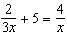 2/3x + 5 = 4/x